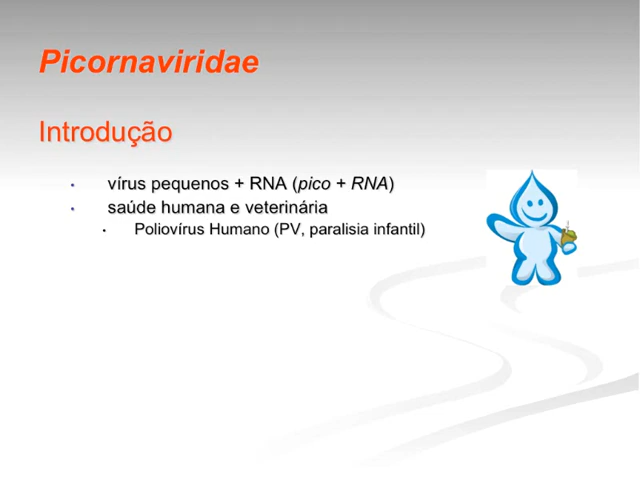 Picornaviridae
Introdução
• vírus pequenos + RNA (pico + RNA)
• saúde humana e veterinária
• Poliovírus Humano (PV, paralisia infantil)